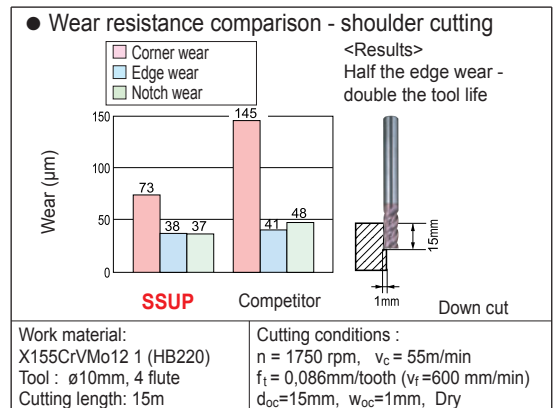 ● Wear resistance comparison - shoulder cutting
Corner wear
Edge wear
Notch wear
<Results>
Half the edge wear -
double the tool life
Wear (µm)
150
100
50
0
73
38
37
145
41
48
SSUP
Competitor
15mm
1mm
Down cut
Work material:
X155CrVMo12 1 (HB220)
Tool : ø10mm, 4 flute
Cutting length: 15m
Cutting conditions :
n = 1750 rpm, vc = 55m/min
ft = 0,086mm/tooth (vf =600 mm/min)
doc=15mm, woc=1mm, Dry